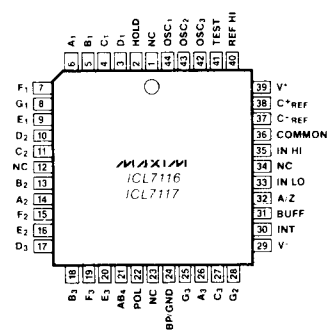 A1 B1 C1 D1 HOLD NC OSC1 OSC2 OSC3 TEST REF HI
6 5 4 3 2 1 44 43 42 41 40
F1 7
G1 8
E1 9
D2 10
C2 11
NC 12
B2 13
A2 14
F2 15
E2 16
D3 17
MAXIM
ICL7116
ICL7117
39 V+
38 C+REF
37 C-REF
36 COMMON
35 IN HI
34 NC
33 IN LO
32 A/Z
31 BUFF
30 INT
29 V-
18 19 20 21 22 23 24 25 26 27 28
B3 F3 E3 AB4 POL NC BP/GND G3 A3 C3 G2